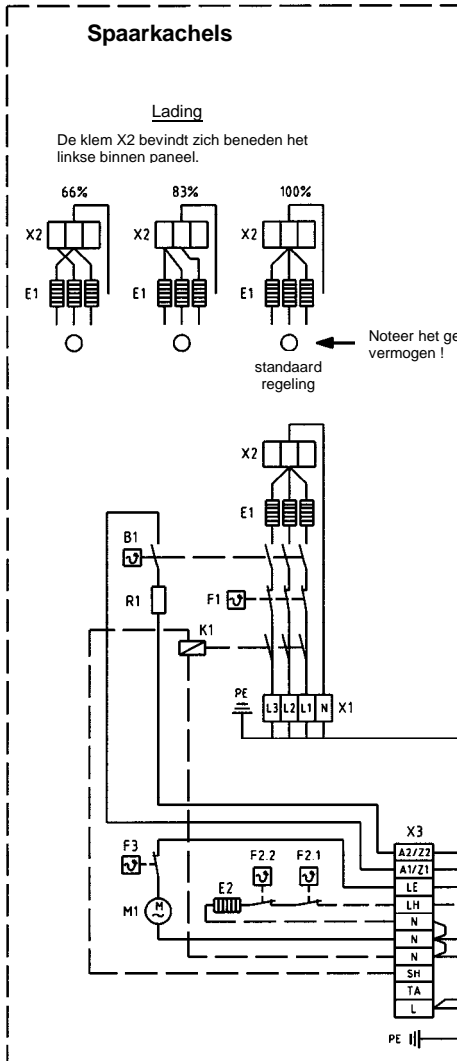 Spaarkachels
Lading
De klem X2 bevindt zich beneden het
linkse binnen paneel.
66% 83% 100%
X2 X2 X2
E1 E1 E1
Noteer het ge
vermogen !
standaard
regeling
X2
E1
B1
R1 F1
K1
PE
L3 L2 L1 N X1
X3
A2/Z2
F3 F2.2 F2.1
A1/Z1
LE
E2
LH
M1 M
N
N
N
SH
TA
L
PE